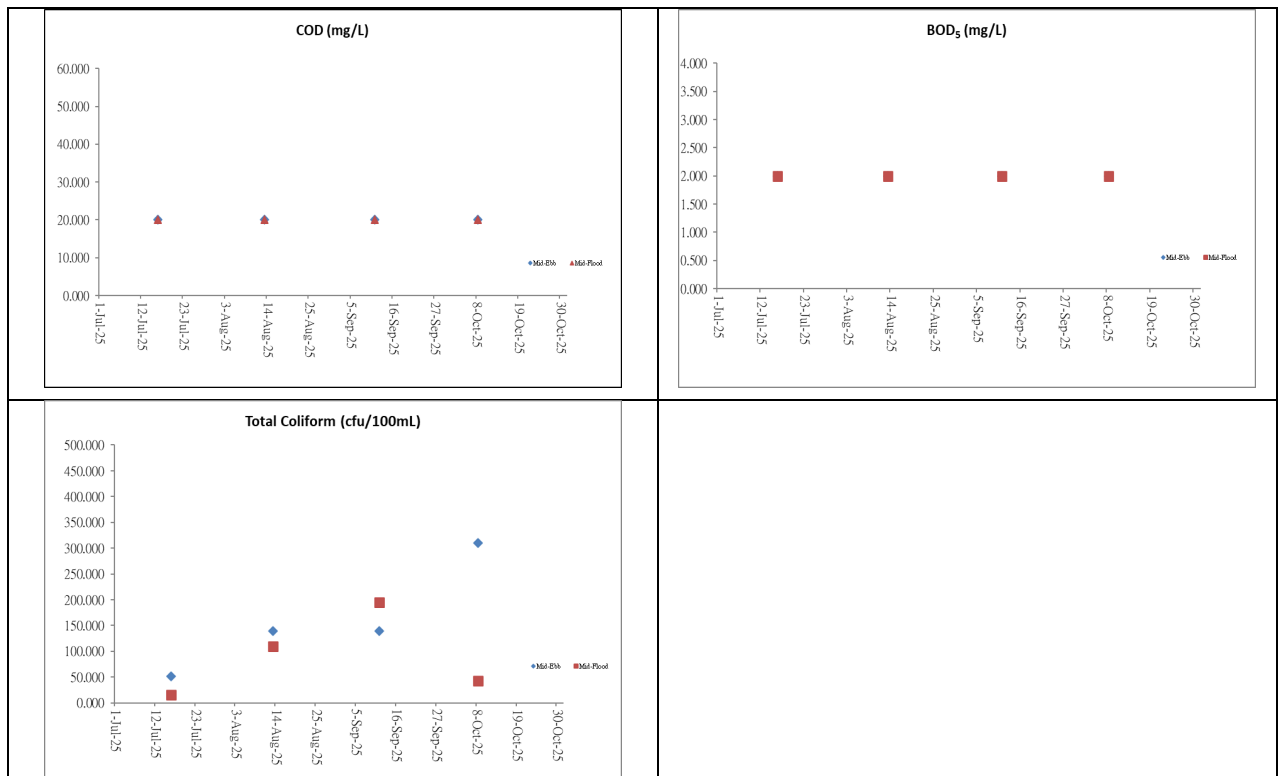 COD (mg/L)
60.000
50.000
40.000
30.000
20.000
10.000
0.000
1-Jul-25
12-Jul-25
23-Jul-25
3-Aug-25
14-Aug-25
25-Aug-25
5-Sep-25
16-Sep-25
27-Sep-25
8-Oct-25
19-Oct-25
30-Oct-25
Mid-Ebb Mid-Flood
BOD₅ (mg/L)
4.000
3.500
3.000
2.500
2.000
1.500
1.000
0.500
0.000
1-Jul-25
12-Jul-25
23-Jul-25
3-Aug-25
14-Aug-25
25-Aug-25
5-Sep-25
16-Sep-25
27-Sep-25
8-Oct-25
19-Oct-25
30-Oct-25
Mid-Ebb Mid-Flood
Total Coliform (cfu/100mL)
500.000
450.000
400.000
350.000
300.000
250.000
200.000
150.000
100.000
50.000
0.000
1-Jul-25
12-Jul-25
23-Jul-25
3-Aug-25
14-Aug-25
25-Aug-25
5-Sep-25
16-Sep-25
27-Sep-25
8-Oct-25
19-Oct-25
30-Oct-25
Mid-Ebb Mid-Flood